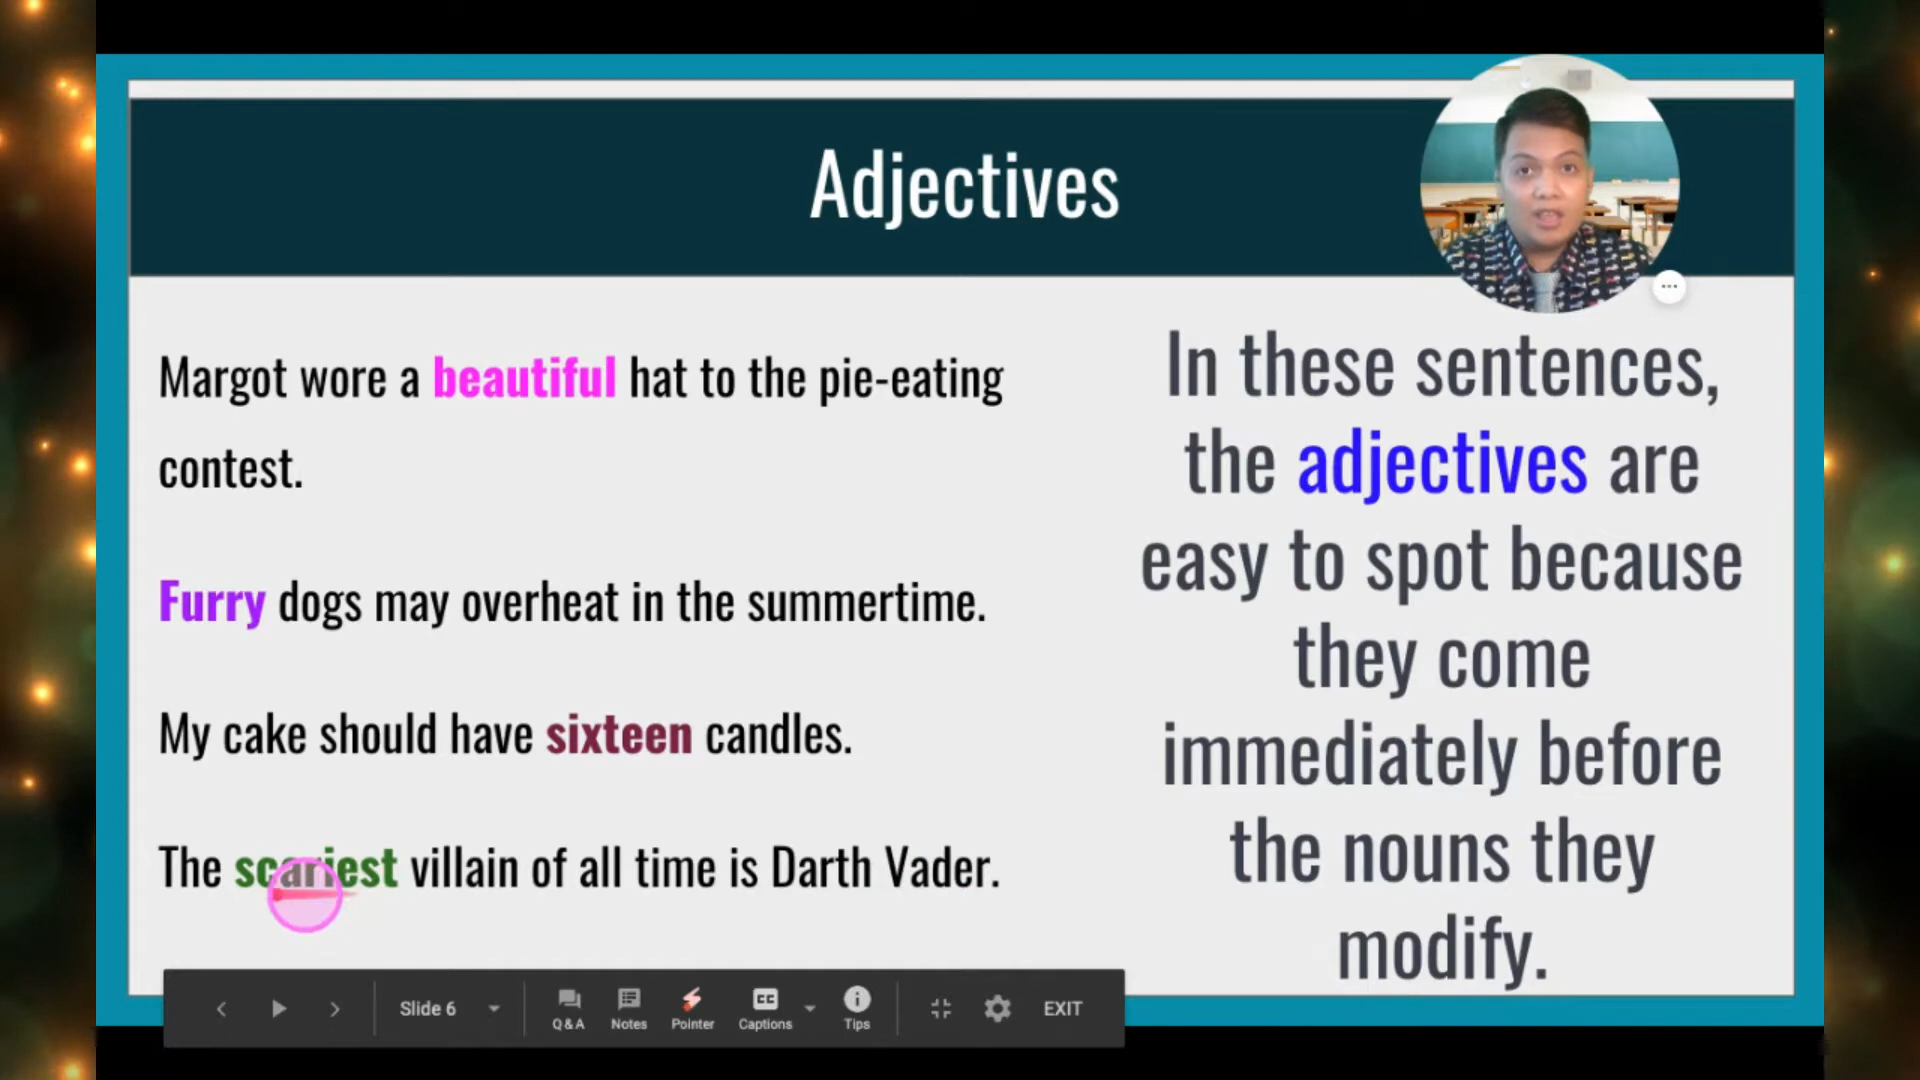 Adjectives
Margot wore a beautiful hat to the pie-eating
contest.
Furry dogs may overheat in the summertime.
My cake should have sixteen candles.
The scariest villain of all time is Darth Vader.
In these sentences,
the adjectives are
easy to spot because
they come
immediately before
the nouns they
modify.
Slide 6
Q&A
Notes
Pointer
CC
Captions
Tips
EXIT